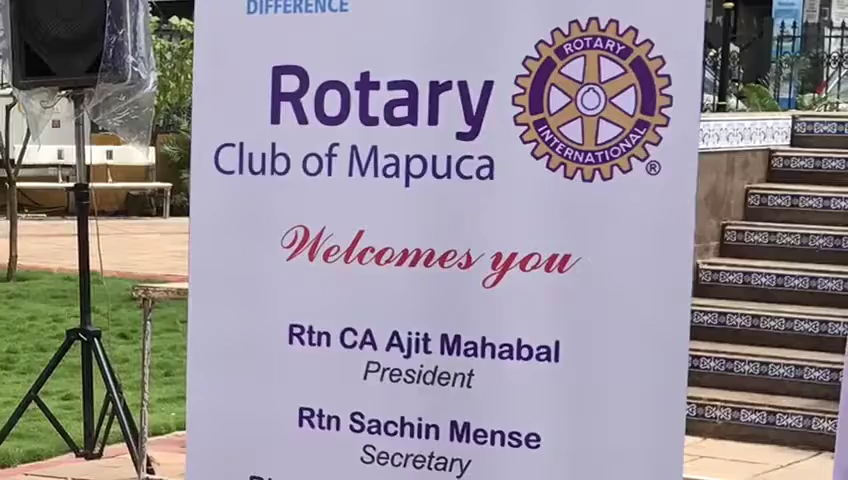 DIFFERENCE
Rotary
Club of Mapuca
ROTARY
INTERNATIONAL
®
Welcomes you
Rtn CA Ajit Mahabal
President
Rtn Sachin Mense
Secretary